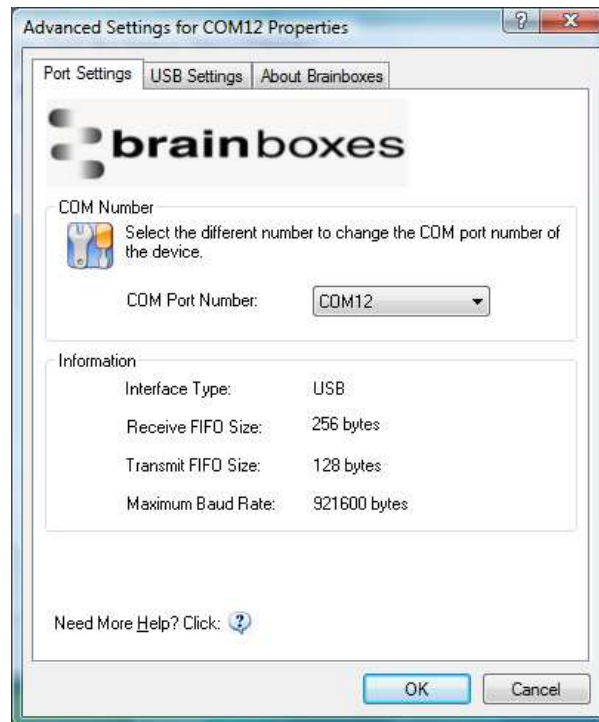 Advanced Settings for COM12 Properties
Port Settings
USB Settings
About Brainboxes
brainboxes
COM Number
Select the different number to change the COM port number of
the device.
COM Port Number:
COM12
Information
Interface Type:
USB
Receive FIFO Size:
256 bytes
Transmit FIFO Size:
128 bytes
Maximum Baud Rate:
921600 bytes
Need More Help? Click:
OK
Cancel